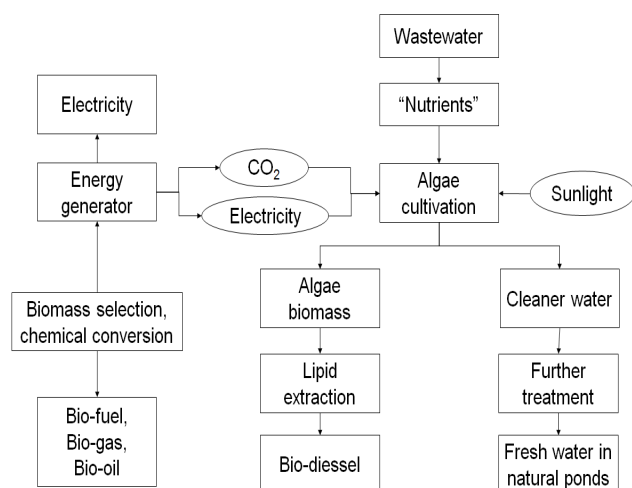 Wastewater
“Nutrients”
Electricity
Energy
generator
CO₂
Electricity
Algae
cultivation
Sunlight
Biomass selection,
chemical conversion
Algae
biomass
Cleaner water
Lipid
extraction
Further
treatment
Bio-fuel,
Bio-gas,
Bio-oil
Bio-diessel
Fresh water in
natural ponds